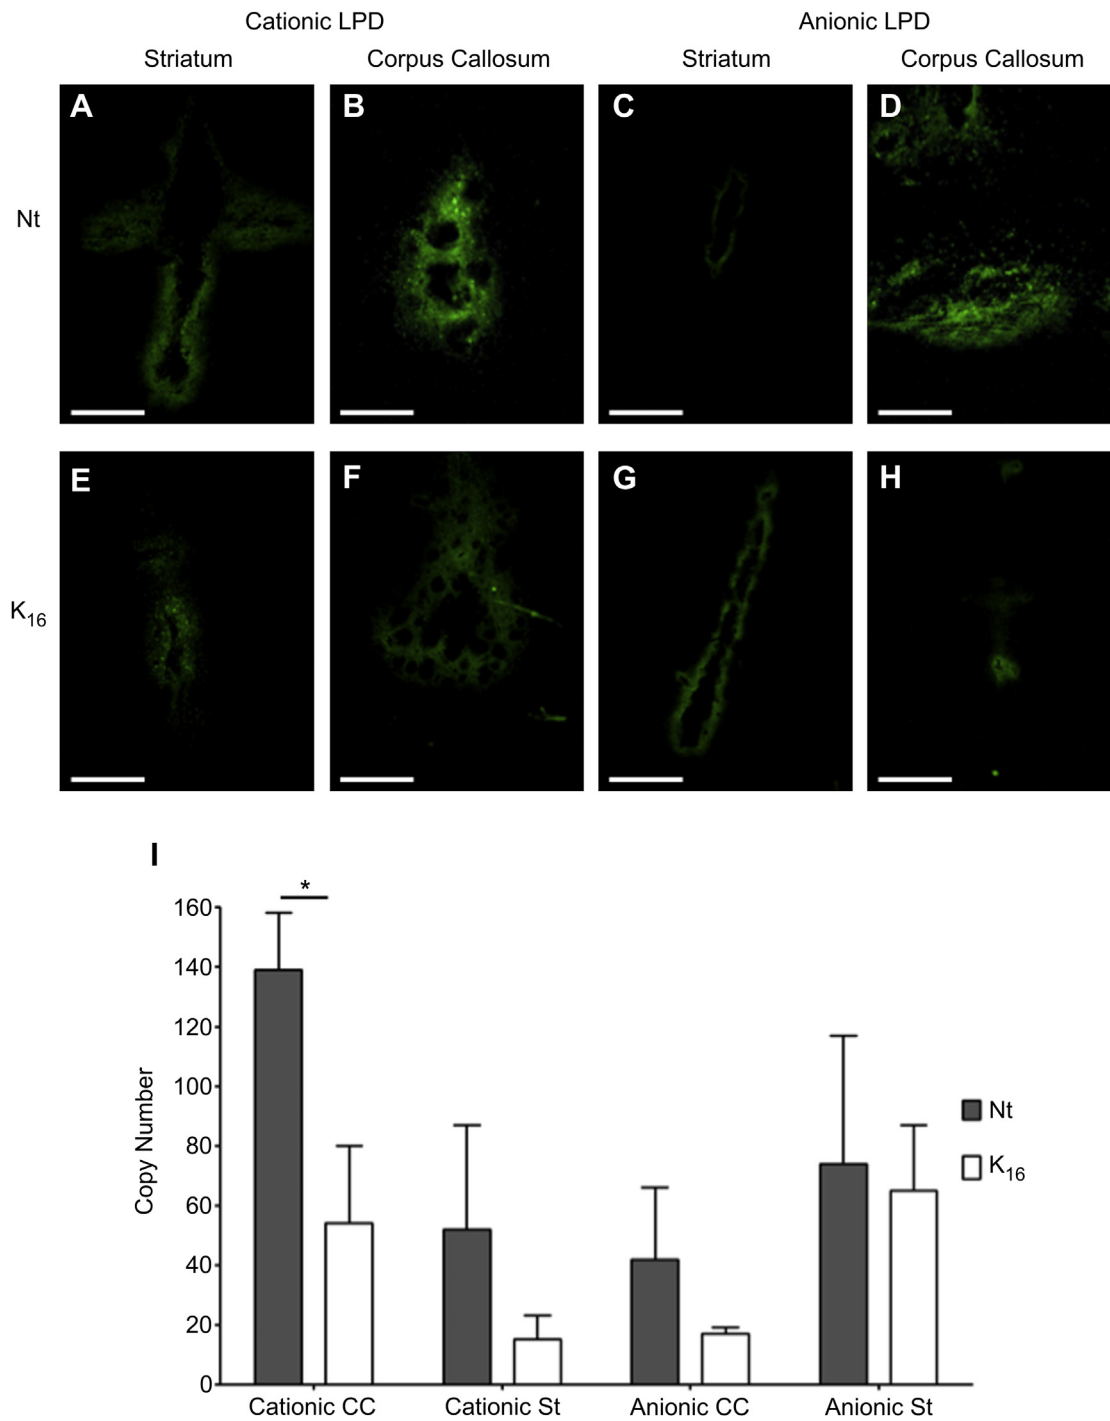 Cationic LPD Anionic LPD
Striatum Corpus Callosum Striatum Corpus Callosum
A B C D
Nt
E F G H
K16
I
*
160
140
120
100
80
60
40
20
0
Copy Number
Nt
K16
Cationic CC Cationic St Anionic CC Anionic St